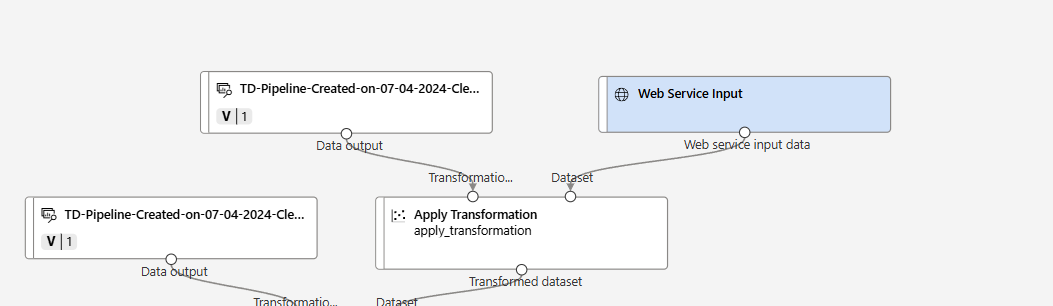 TD-Pipeline-Created-on-07-04-2024-Cle...
V | 1
Data output
Web Service Input
Web service input data
Transformatio...
Dataset
TD-Pipeline-Created-on-07-04-2024-Cle...
V | 1
Data output
Apply Transformation
apply_transformation
Transformed dataset
Transformatio...
Dataset